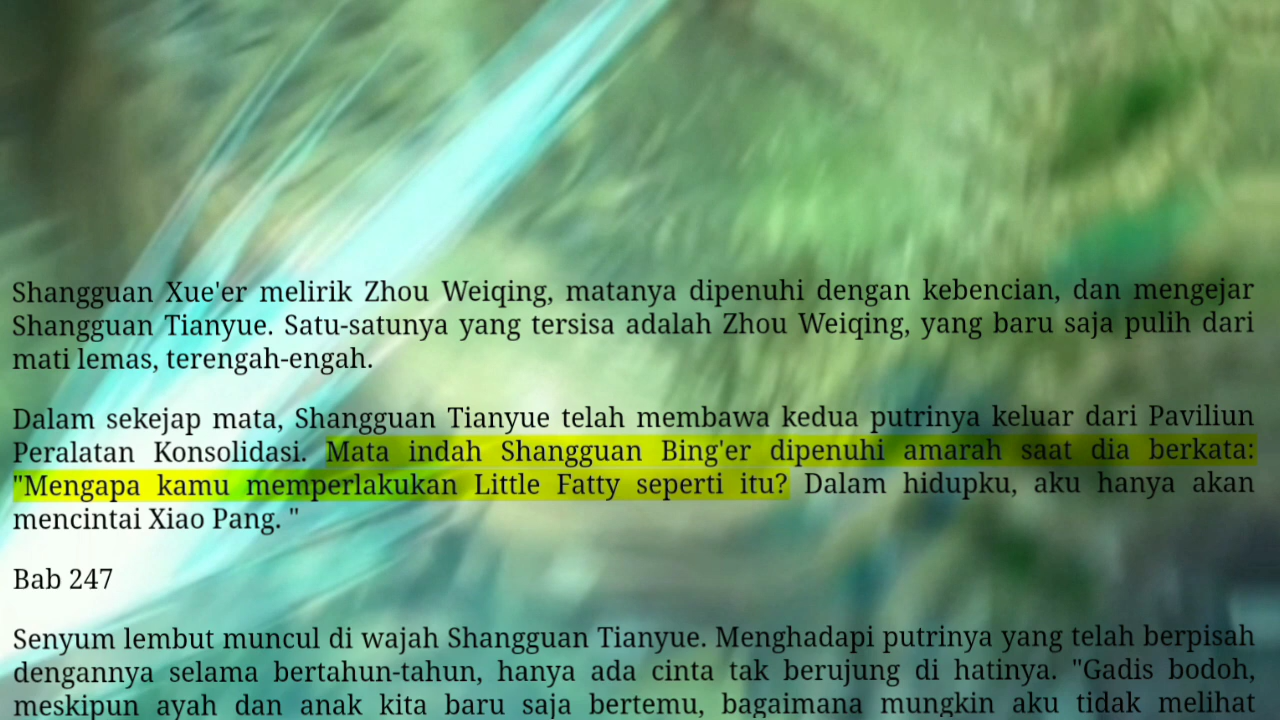 Shangguan Xue'er melirik Zhou Weiqing, matanya dipenuhi dengan kebencian, dan mengejar
Shangguan Tianyue. Satu-satunya yang tersisa adalah Zhou Weiqing, yang baru saja pulih dari
mati lemas, terengah-engah.
Dalam sekejap mata, Shangguan Tianyue telah membawa kedua putrinya keluar dari Paviliun
Peralatan Konsolidasi. Mata indah Shangguan Bing'er dipenuhi amarah saat dia berkata:
"Mengapa kamu memperlakukan Little Fatty seperti itu? Dalam hidupku, aku hanya akan
mencintai Xiao Pang. "
Bab 247
Senyum lembut muncul di wajah Shangguan Tianyue. Menghadapi putrinya yang telah berpisah
dengannya selama bertahun-tahun, hanya ada cinta tak berujung di hatinya. "Gadis bodoh,
meskipun ayah dan anak kita baru saja bertemu, bagaimana mungkin aku tidak melihat